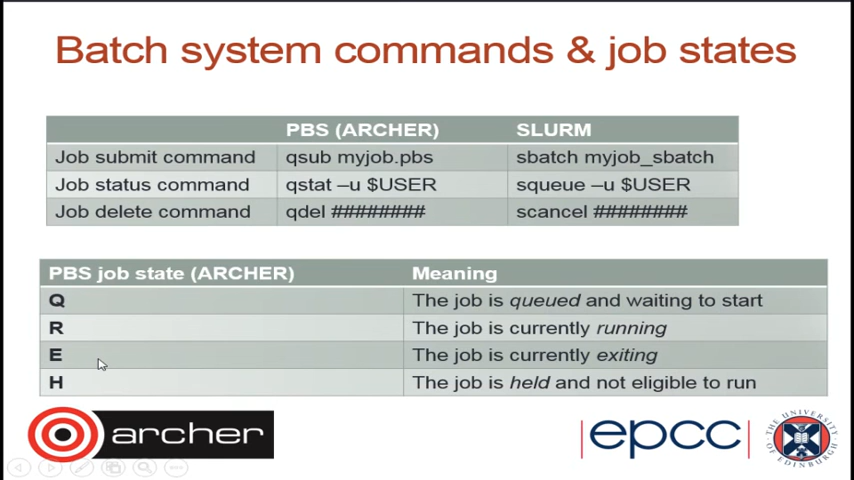 Batch system commands & job states
PBS (ARCHER) SLURM
Job submit command qsub myjob.pbs sbatch myjob_sbatch
Job status command qstat –u $USER squeue –u $USER
Job delete command qdel ######## scancel ########
PBS job state (ARCHER) Meaning
Q The job is queued and waiting to start
R The job is currently running
E The job is currently exiting
H The job is held and not eligible to run
archer
epcc
THE UNIVERSITY OF EDINBURGH